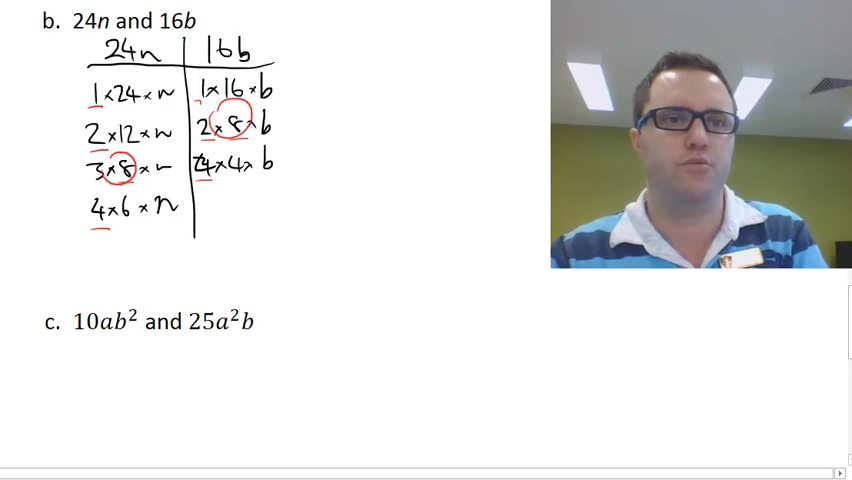 b. 24n and 16b
24n | 16b
1×24×n | 1×16×b
2×12×n | 2×8×b
3×8×n | 4×4×b
4×6×n
c. 10ab² and 25a²b